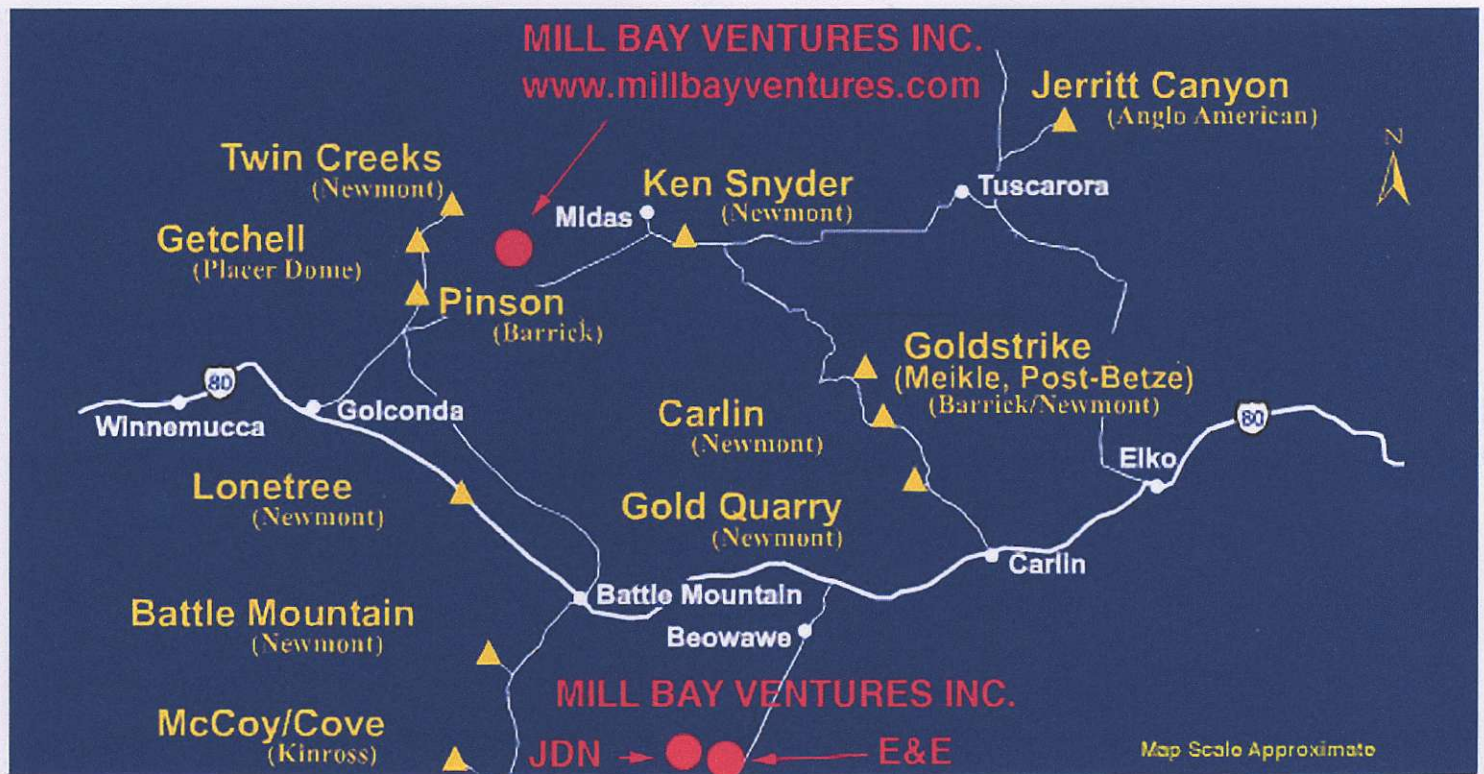 MILL BAY VENTURES INC.
www.millbayventures.com
Jerritt Canyon
(Anglo American)
N
Twin Creeks
(Newmont)
Ken Snyder
(Newmont)
Tuscarora
Midas
Getchell
(Placer Dome)
Pinson
(Barrick)
Goldstrike
(Meikle, Post-Betze)
(Barrick/Newmont)
80
Winnemucca
Golconda
Carlin
(Newmont)
80
Elko
Lonetree
(Newmont)
Gold Quarry
(Newmont)
Carlin
Battle Mountain
Battle Mountain
(Newmont)
Beowawe
MILL BAY VENTURES INC.
McCoy/Cove
(Kinross)
JDN
E&E
Map Scale Approximate